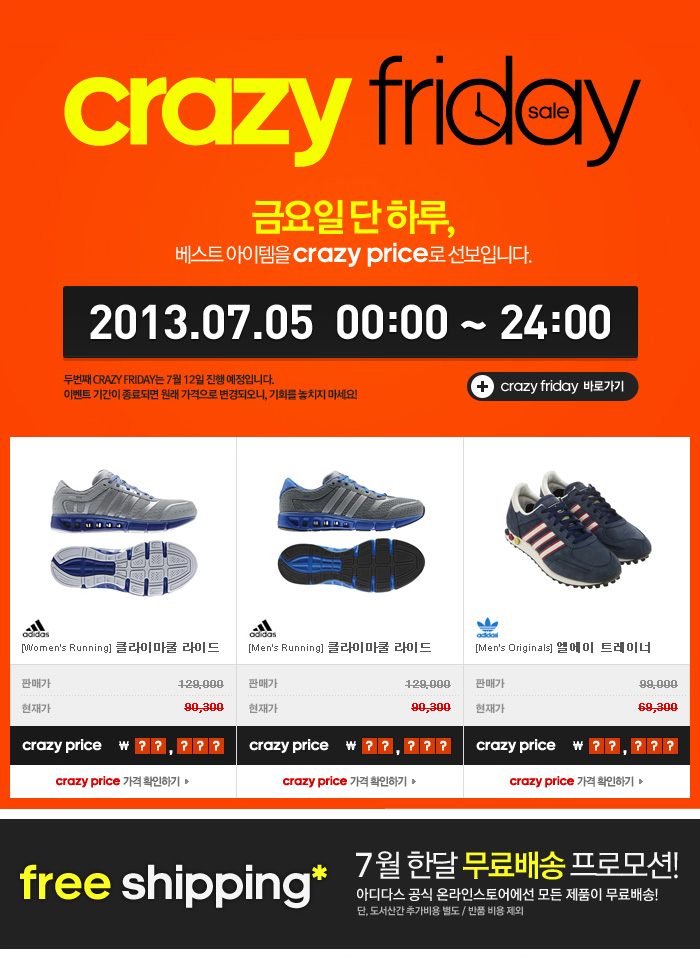 crazy friday
sale
금요일 단 하루,
베스트 아이템을 crazy price로 선보입니다.
2013.07.05 00:00 ~ 24:00
두번째 CRAZY FRIDAY는 7월 12일 진행 예정입니다.
이벤트 기간이 종료되면 원래 가격으로 변경되오니, 기회를 놓치지 마세요!
crazy friday 바로가기
adidas
[Women's Running] 클라이마쿨 라이드
판매가 129,000
현재가 90,300
crazy price ₩ ??,???
crazy price 가격 확인하기
adidas
[Men's Running] 클라이마쿨 라이드
판매가 129,000
현재가 90,300
crazy price ₩ ??,???
crazy price 가격 확인하기
adidas
[Men's Originals] 엘에이 트레이너
판매가 99,000
현재가 69,300
crazy price ₩ ??,???
crazy price 가격 확인하기
free shipping*
7월 한달 무료배송 프로모션!
아디다스 공식 온라인스토어에선 모든 제품이 무료배송!
단, 도서산간 추가비용 별도 / 반품 비용 제외